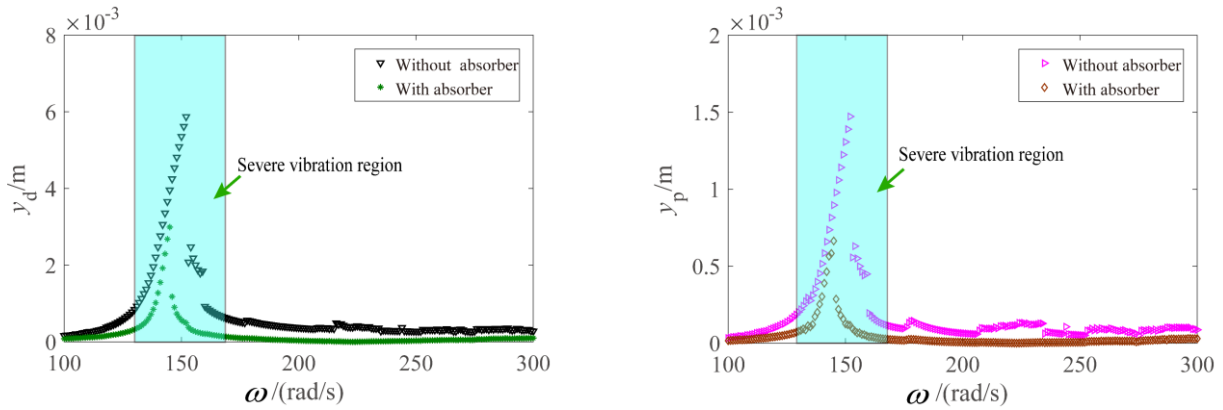 ×10⁻³
8
6
4
2
0
y_d/m
Without absorber
With absorber
Severe vibration region
100 150 200 250 300
ω/(rad/s)
×10⁻³
2
1.5
1
0.5
0
y_p/m
Without absorber
With absorber
Severe vibration region
100 150 200 250 300
ω/(rad/s)